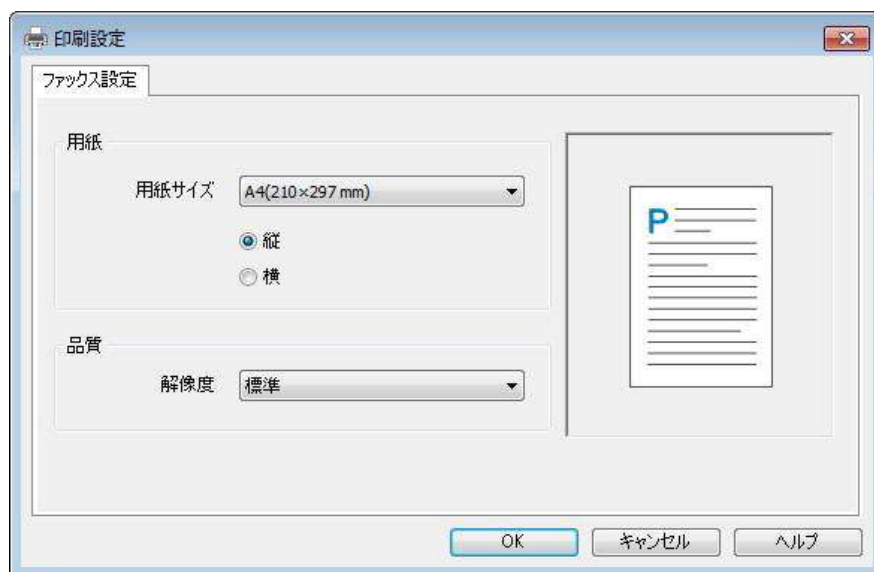 印刷設定
ファックス設定
用紙
用紙サイズ A4(210×297 mm)
縦
横
品質
解像度 標準
P
OK キャンセル ヘルプ